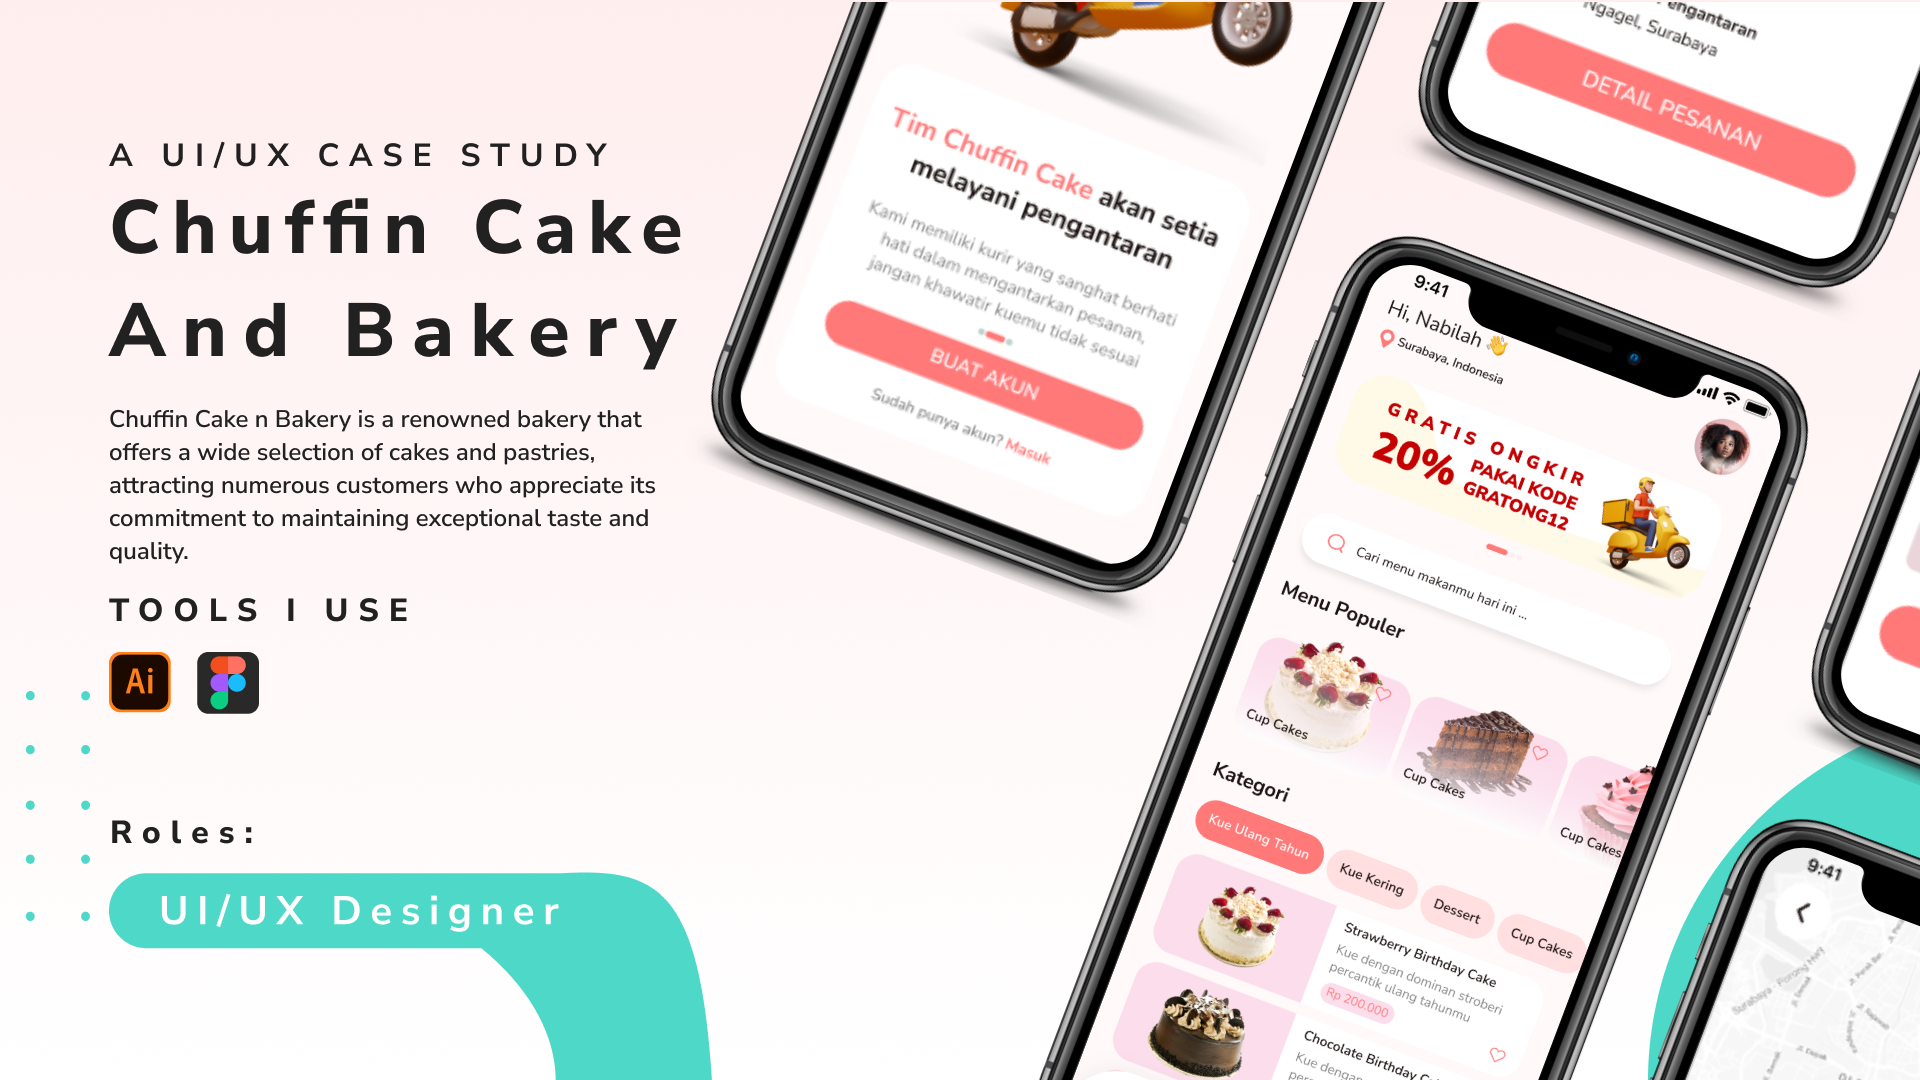 A UI/UX CASE STUDY
Chuffin Cake
And Bakery
Chuffin Cake n Bakery is a renowned bakery that
offers a wide selection of cakes and pastries,
attracting numerous customers who appreciate its
commitment to maintaining exceptional taste and
quality.
TOOLS I USE
Ai
Roles:
UI/UX Designer
Tim Chuffin Cake akan setia
melayani pengantaran
Kami memiliki kurir yang sanghat berhati
hati dalam mengantarkan pesanan,
jangan khawatir kuemu tidak sesuai
BUAT AKUN
Sudah punya akun? Masuk
engantaran
Ngagel, Surabaya
DETAIL PESANAN
9:41
Hi, Nabilah 👋
Surabaya, Indonesia
GRATIS ONGKIR
20% PAKAI KODE
GRATONG12
Cari menu makanmu hari ini ...
Menu Populer
Cup Cakes
Cup Cakes
Cup Cakes
Kategori
Kue Ulang Tahun
Kue Kering
Dessert
Cup Cakes
Strawberry Birthday Cake
Kue dengan dominan stroberi
percantik ulang tahunmu
Rp 200.000
Chocolate Birthday C
Kue dengan
9:41
Surabaya